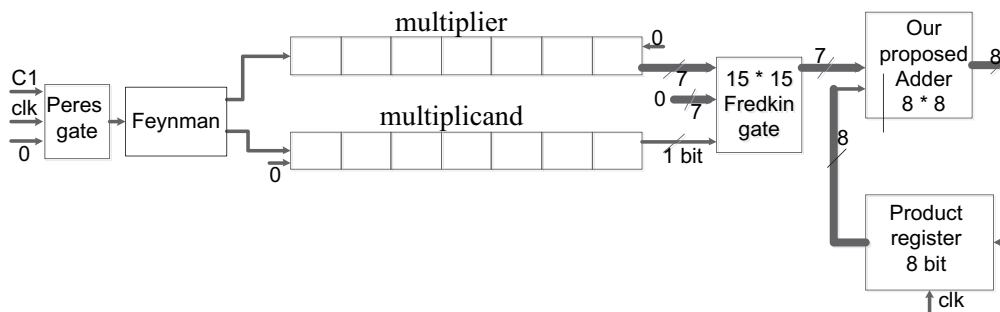 multiplier
0
7
C1
clk
0
Peres
gate
Feynman
multiplicand
0
1 bit
0
7
15 * 15
Fredkin
gate
7
Our
proposed
Adder
8 * 8
8
8
Product
register
8 bit
clk